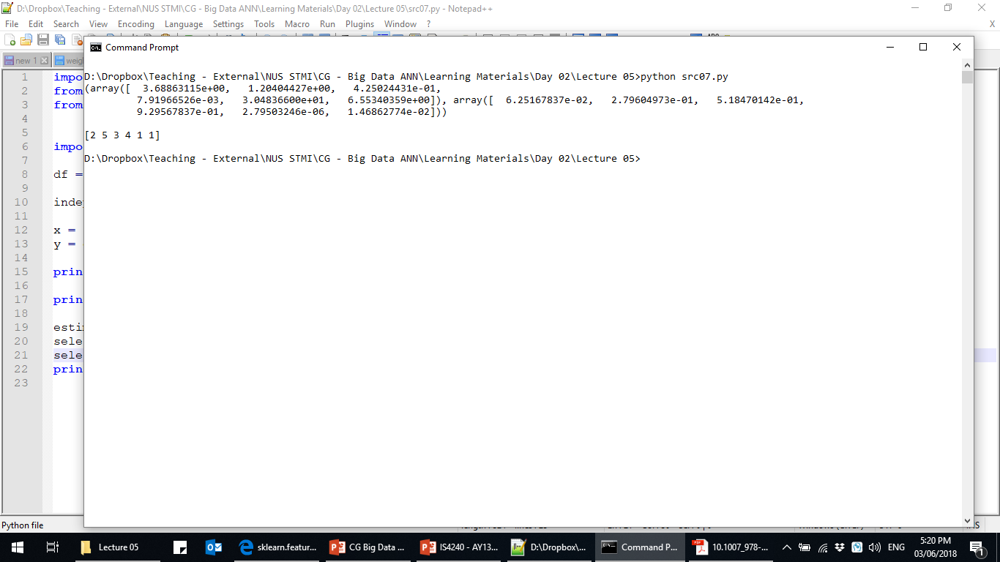 D:\Dropbox\Teaching - External\NUS STMI\CG - Big Data ANN\Learning Materials\Day 02\Lecture 05\src07.py - Notepad++
File Edit Search View Encoding Language Settings Tools Macro Run Plugins Window ? X
new 1 weig
Command Prompt
D:\Dropbox\Teaching - External\NUS STMI\CG - Big Data ANN\Learning Materials\Day 02\Lecture 05>python src07.py
(array([ 3.68863115e+00, 1.20404427e+00, 4.25024431e-01,
7.91966526e-03, 3.04836600e+01, 6.55340359e+00]), array([ 6.25167837e-02, 2.79604973e-01, 5.18470142e-01,
9.29567837e-01, 2.79503246e-06, 1.46862774e-02]))
[2 5 3 4 1 1]
D:\Dropbox\Teaching - External\NUS STMI\CG - Big Data ANN\Learning Materials\Day 02\Lecture 05>
1 impo
2 from
3 from
4
5
6 impo
7
8 df =
9
10 inde
11
12 x =
13 y =
14
15 prin
16
17 prin
18
19 esti
20 sele
21 sele
22 prin
23
Python file
Lecture 05 sklearn.featur... CG Big Data ... IS4240 - AY13... D:\Dropbox\... Command P... 10.1007_978-... ENG
5:20 PM
03/06/2018
1